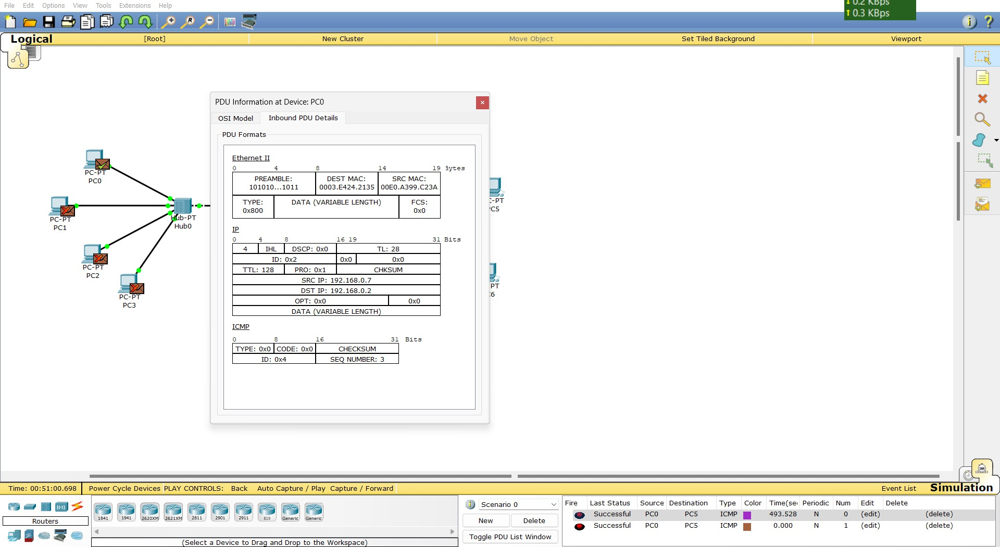 File Edit Options View Tools Extensions Help
0.2 KBps
0.3 KBps
Logical [Root] New Cluster Move Object Set Tiled Background Viewport
PDU Information at Device: PC0
OSI Model Inbound PDU Details
PDU Formats
Ethernet II
0 4 8 14 19 Bytes
PREAMBLE: 101010...1011 DEST MAC: 0003.E424.2135 SRC MAC: 00E0.A399.C23A
TYPE: 0x800 DATA (VARIABLE LENGTH) FCS: 0x0
IP
0 4 8 16 19 31 Bits
4 IHL DSCP: 0x0 TL: 28
ID: 0x2 0x0 0x0
TTL: 128 PRO: 0x1 CHKSUM
SRC IP: 192.168.0.7
DST IP: 192.168.0.2
OPT: 0x0 0x0
DATA (VARIABLE LENGTH)
ICMP
0 8 16 31 Bits
TYPE: 0x0 CODE: 0x0 CHECKSUM
ID: 0x4 SEQ NUMBER: 3
PC-PT
PC0
PC-PT
PC1
PC-PT
PC2
PC-PT
PC3
Hub-PT
Hub0
C-PT
C5
PT
6
Time: 00:51:00.698 Power Cycle Devices PLAY CONTROLS: Back Auto Capture / Play Capture / Forward Event List Simulation
Routers
1841 1941 2620XM 2621XM 2811 2901 2911 819 Generic Generic
(Select a Device to Drag and Drop to the Workspace)
Scenario 0
New Delete
Toggle PDU List Window
Fire Last Status Source Destination Type Color Time(se Periodic Num Edit Delete
Successful PC0 PC5 ICMP 493.528 N 0 (edit) (delete)
Successful PC0 PC5 ICMP 0.000 N 1 (edit) (delete)